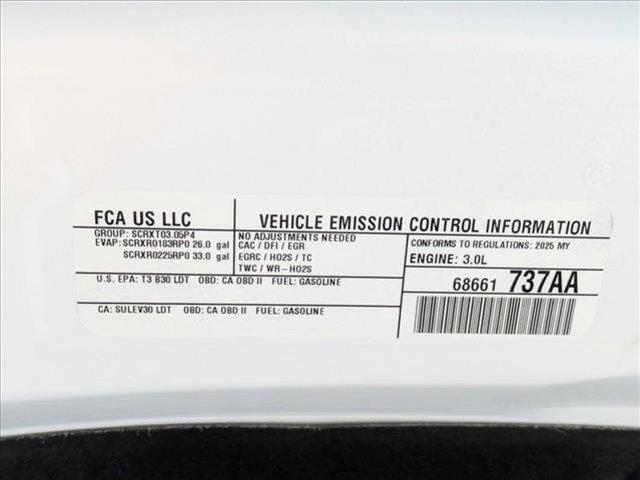 FCA US LLC
VEHICLE EMISSION CONTROL INFORMATION
GROUP: SCRXT03.05P4
EVAP: SCRXR0183RP0 26.0 gal
SCRXR0225RP0 33.0 gal
NO ADJUSTMENTS NEEDED
CAC / DFI / EGR
EGRC / HO2S / TC
TWC / WR-HO2S
CONFORMS TO REGULATIONS: 2025 MY
ENGINE: 3.0L
U.S. EPA: T3 B30 LDT OBD: CA OBD II FUEL: GASOLINE
68661 737AA
CA: SULEV30 LDT OBD: CA OBD II FUEL: GASOLINE